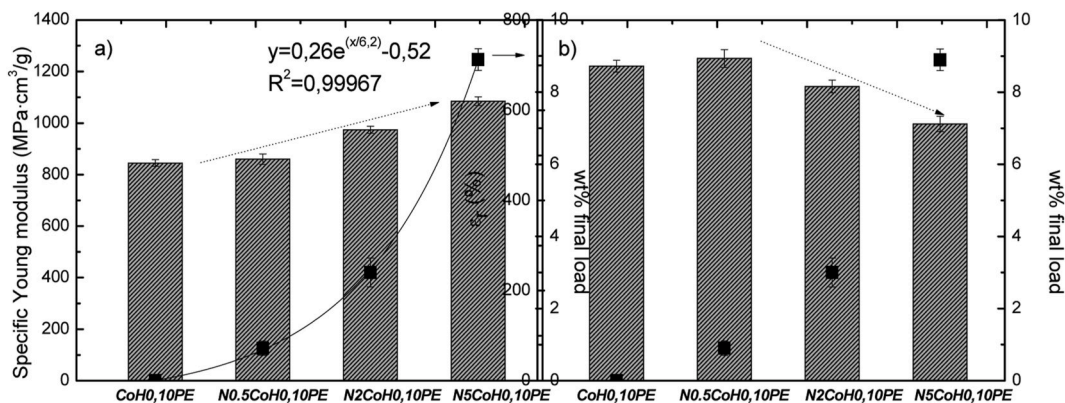 a)
y=0,26e^(x/6,2)-0,52
R²=0,99967
Specific Young modulus (MPa·cm³/g)
1400
1200
1000
800
600
400
200
0
CoH0,10PE
N0.5CoH0,10PE
N2CoH0,10PE
N5CoH0,10PE
800
600
400
200
0
εr (%)
b)
10
8
6
4
2
0
wt% final load
CoH0,10PE
N0.5CoH0,10PE
N2CoH0,10PE
N5CoH0,10PE
10
8
6
4
2
0
wt% final load